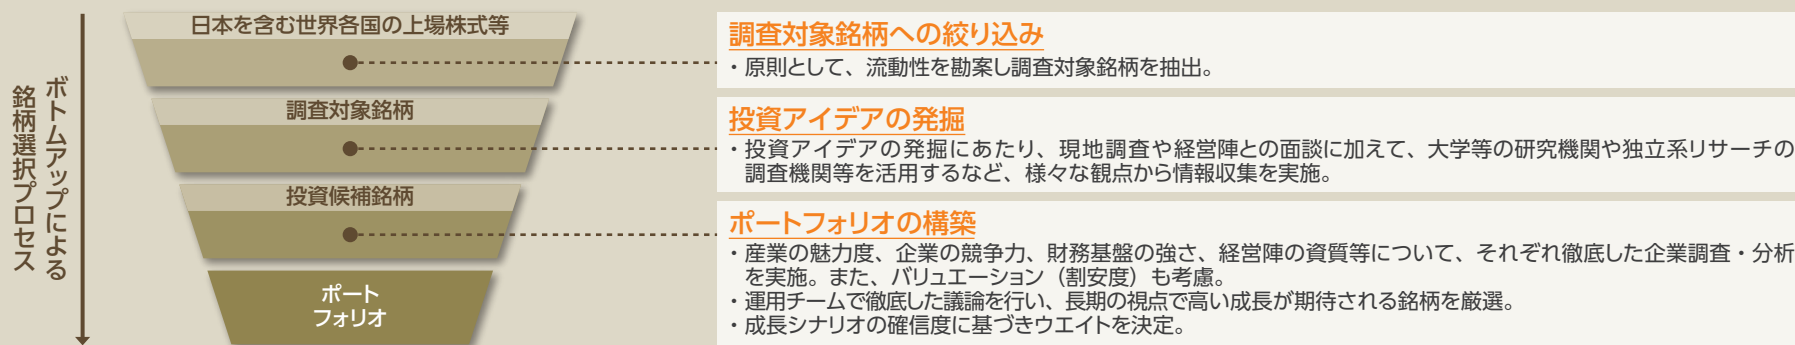 ボトムアップによる
銘柄選択プロセス
日本を含む世界各国の上場株式等
調査対象銘柄
投資候補銘柄
ポート
フォリオ
調査対象銘柄への絞り込み
・原則として、流動性を勘案し調査対象銘柄を抽出。
投資アイデアの発掘
・投資アイデアの発掘にあたり、現地調査や経営陣との面談に加えて、大学等の研究機関や独立系リサーチの
調査機関等を活用するなど、様々な観点から情報収集を実施。
ポートフォリオの構築
・産業の魅力度、企業の競争力、財務基盤の強さ、経営陣の資質等について、それぞれ徹底した企業調査・分析
を実施。また、バリュエーション（割安度）も考慮。
・運用チームで徹底した議論を行い、長期の視点で高い成長が期待される銘柄を厳選。
・成長シナリオの確信度に基づきウエイトを決定。